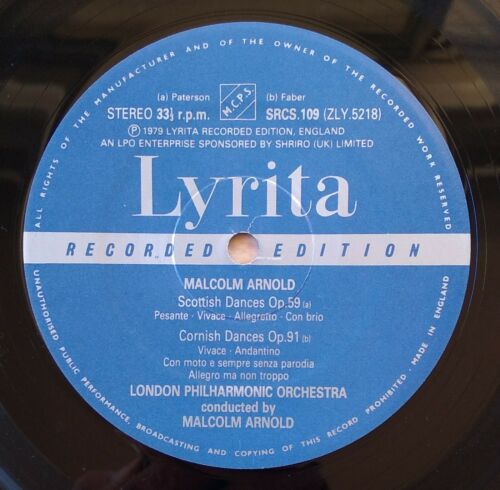 ALL RIGHTS OF THE MANUFACTURER AND OF THE OWNER OF THE RECORDED WORK RESERVED
(a) Paterson M.C.P.S. (b) Faber
STEREO 33⅓ r.p.m. SRCS.109 (ZLY.5218)
Ⓟ 1979 LYRITA RECORDED EDITION, ENGLAND
AN LPO ENTERPRISE SPONSORED BY SHRIRO (UK) LIMITED
Lyrita
RECORDED EDITION
MALCOLM ARNOLD
Scottish Dances Op.59 (a)
Pesante · Vivace · Allegretto · Con brio
Cornish Dances Op.91 (b)
Vivace · Andantino
Con moto e sempre senza parodia
Allegro ma non troppo
LONDON PHILHARMONIC ORCHESTRA
conducted by
MALCOLM ARNOLD
UNAUTHORISED PUBLIC PERFORMANCE, BROADCASTING AND COPYING OF THIS RECORD PROHIBITED · MADE IN ENGLAND